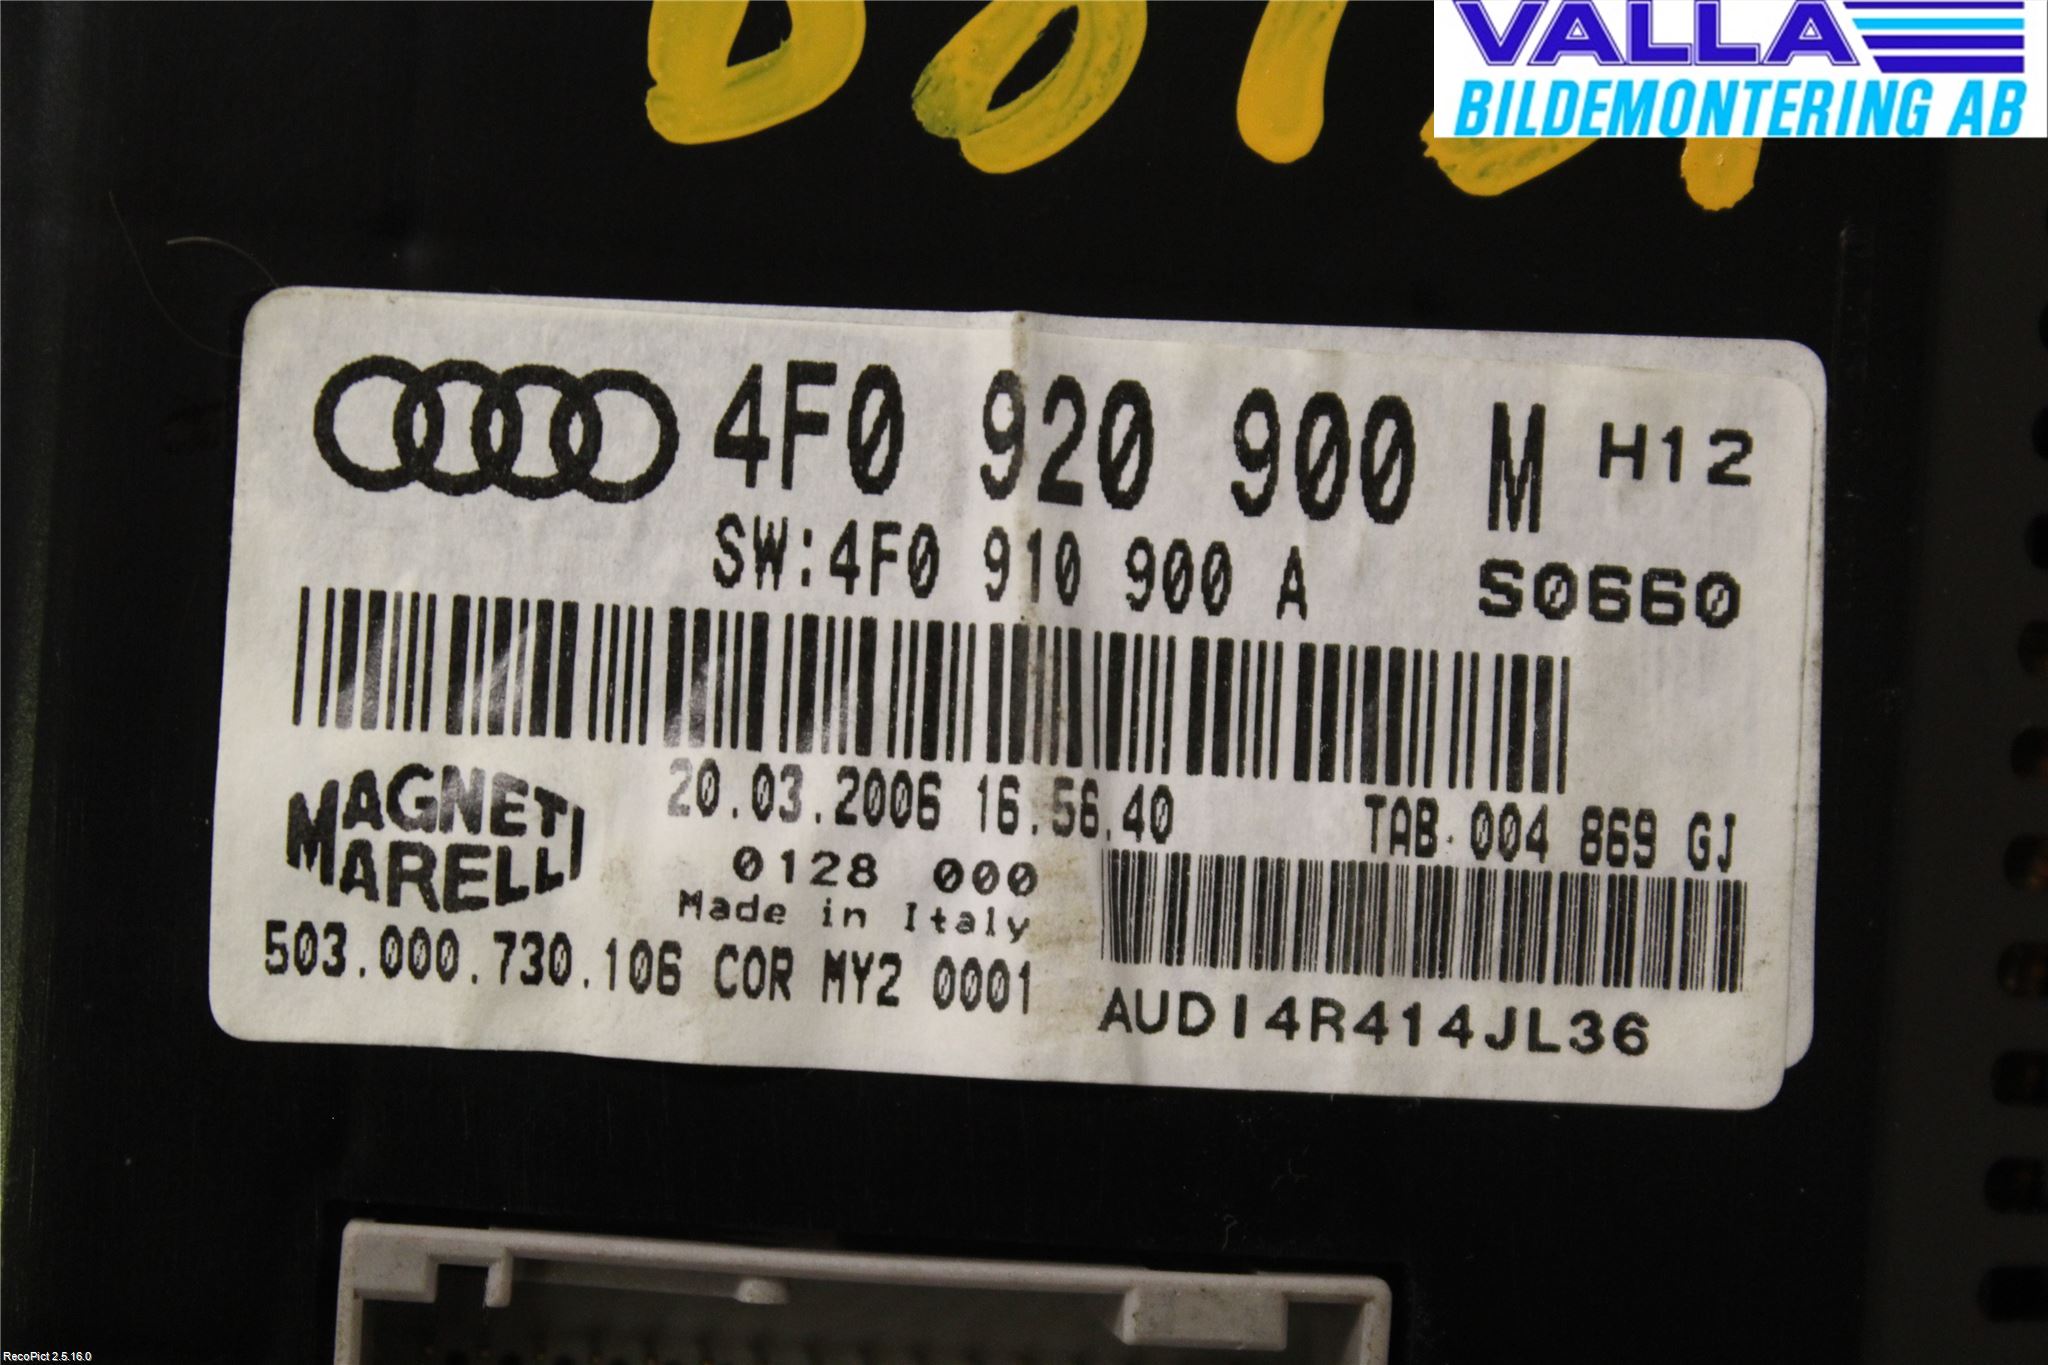 VALLA
BILDEMONTERING AB
4F0 920 900 M H12
SW:4F0 910 900 A S0660
MAGNETI
MARELLI
20.03.2006 16.56.40 TAB.004 869 GJ
0128 000
Made in Italy
503.000.730.106 COR MY2 0001
AUDI4R414JL36
RecoPict 2.5.16.0